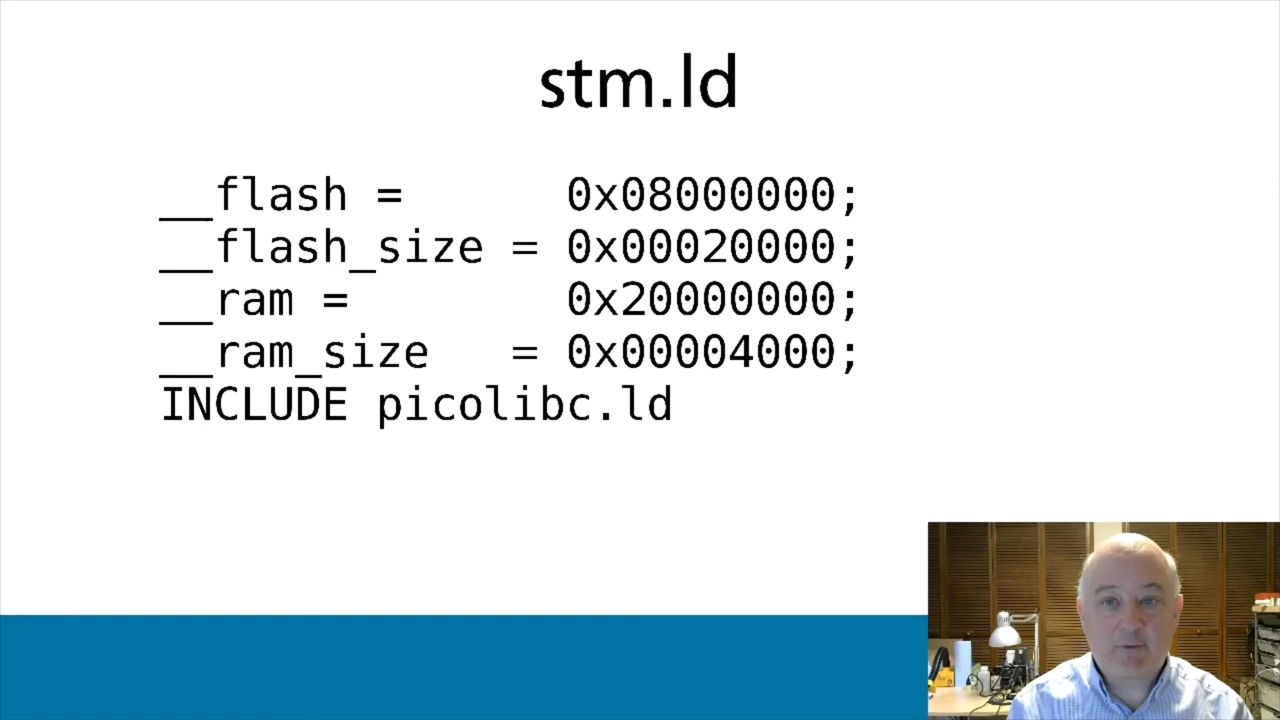 stm.ld
__flash =      0x08000000;
__flash_size = 0x00020000;
__ram =        0x20000000;
__ram_size   = 0x00004000;
INCLUDE picolibc.ld